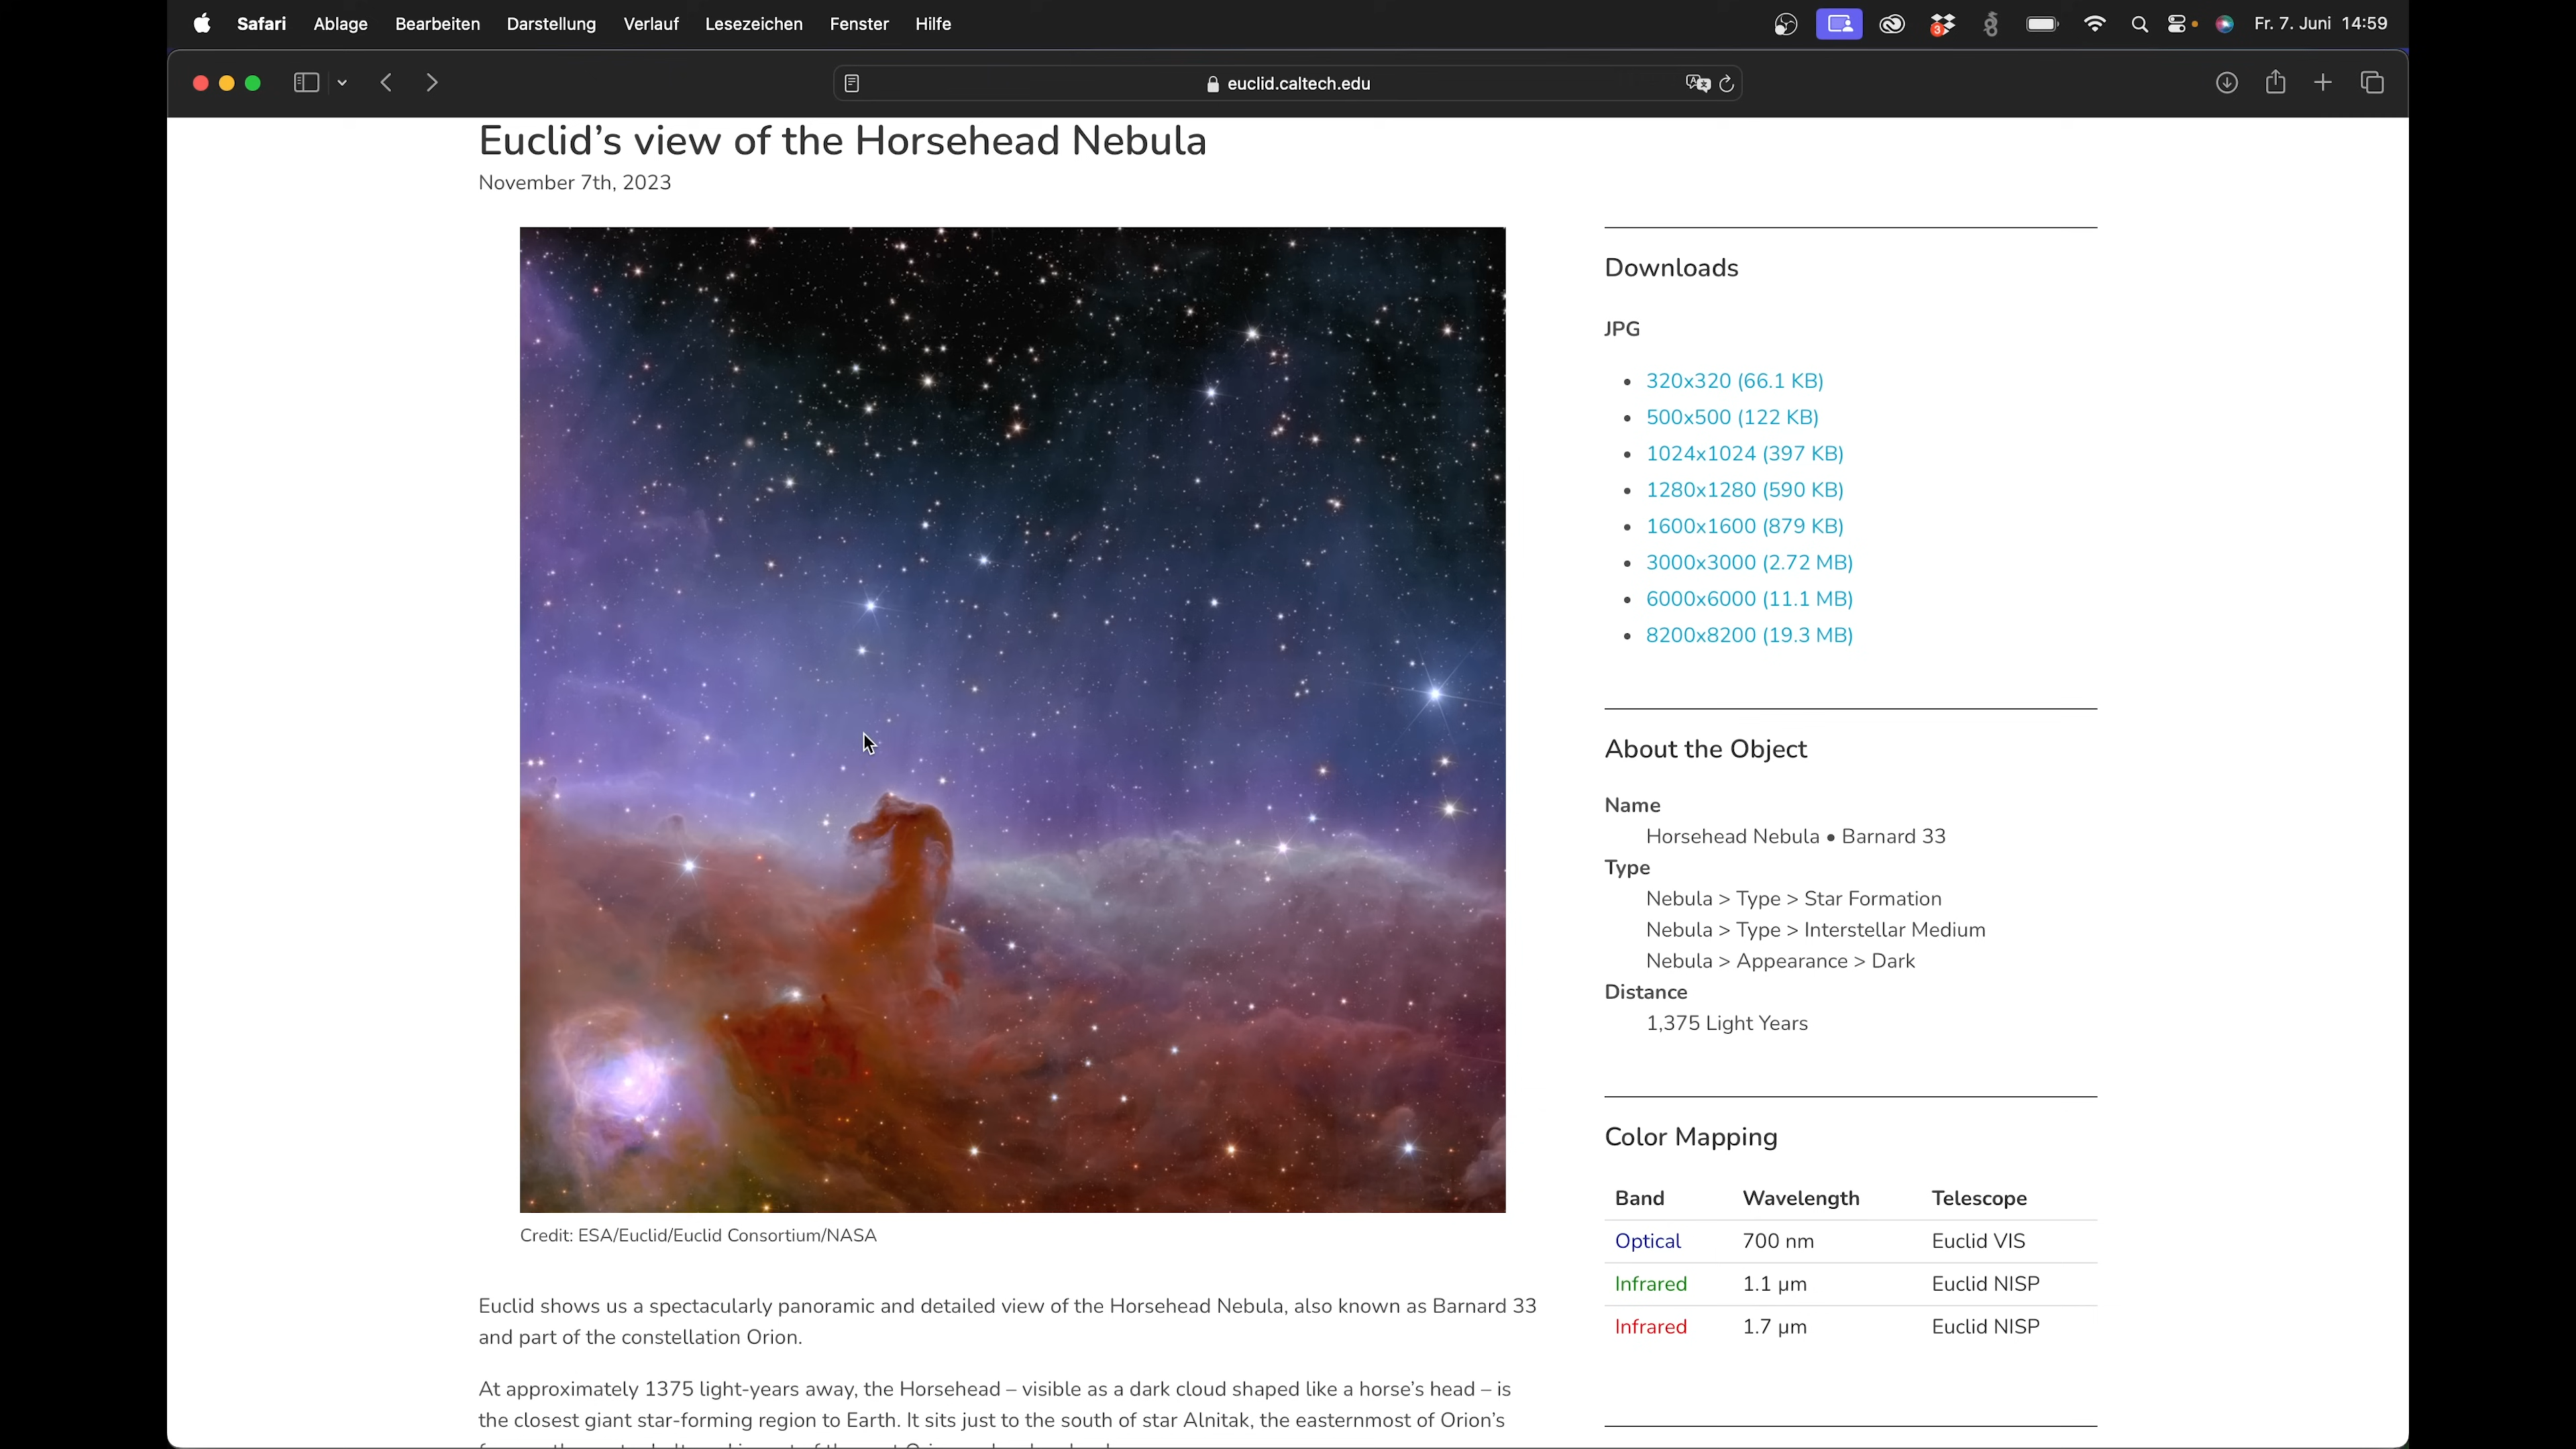 Safari Ablage Bearbeiten Darstellung Verlauf Lesezeichen Fenster Hilfe 3 Fr. 7. Juni 14:59
euclid.caltech.edu
Euclid’s view of the Horsehead Nebula
November 7th, 2023
Credit: ESA/Euclid/Euclid Consortium/NASA
Euclid shows us a spectacularly panoramic and detailed view of the Horsehead Nebula, also known as Barnard 33
and part of the constellation Orion.
At approximately 1375 light-years away, the Horsehead – visible as a dark cloud shaped like a horse’s head – is
the closest giant star-forming region to Earth. It sits just to the south of star Alnitak, the easternmost of Orion’s
Downloads
JPG
• 320x320 (66.1 KB)
• 500x500 (122 KB)
• 1024x1024 (397 KB)
• 1280x1280 (590 KB)
• 1600x1600 (879 KB)
• 3000x3000 (2.72 MB)
• 6000x6000 (11.1 MB)
• 8200x8200 (19.3 MB)
About the Object
Name
Horsehead Nebula • Barnard 33
Type
Nebula > Type > Star Formation
Nebula > Type > Interstellar Medium
Nebula > Appearance > Dark
Distance
1,375 Light Years
Color Mapping
Band Wavelength Telescope
Optical 700 nm Euclid VIS
Infrared 1.1 µm Euclid NISP
Infrared 1.7 µm Euclid NISP